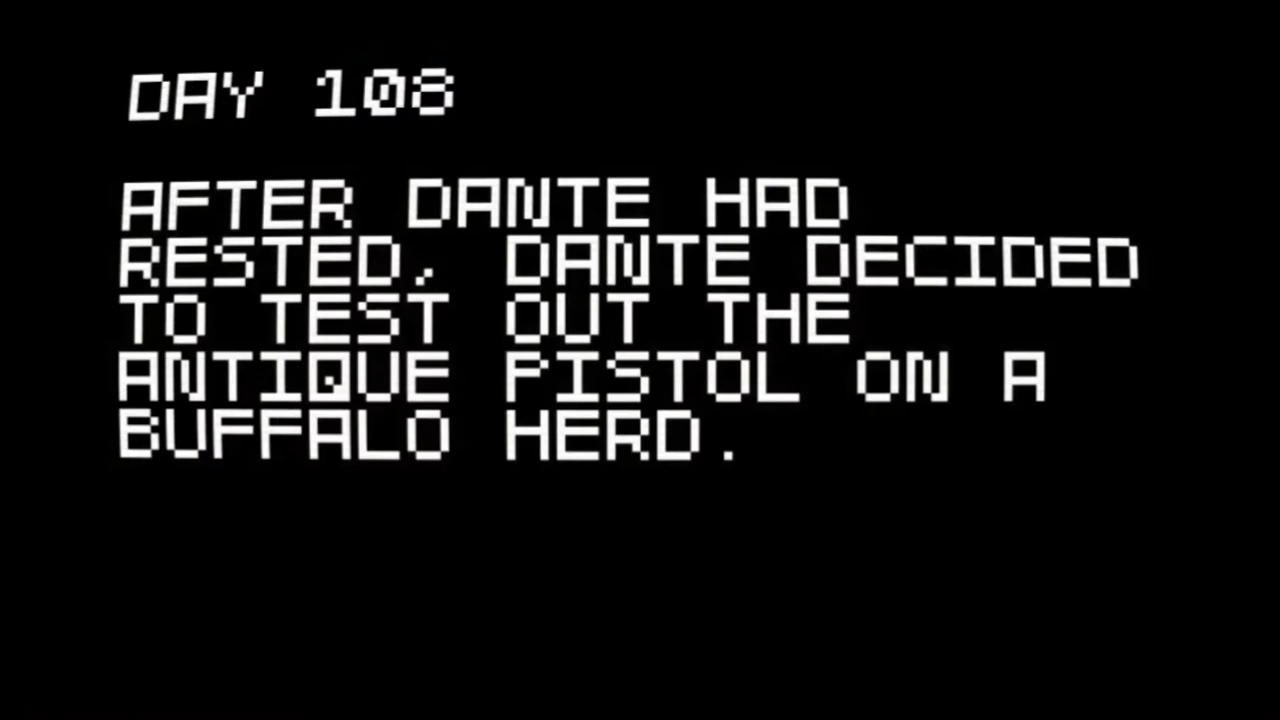 DAY 108
AFTER DANTE HAD
RESTED, DANTE DECIDED
TO TEST OUT THE
ANTIQUE PISTOL ON A
BUFFALO HERD.